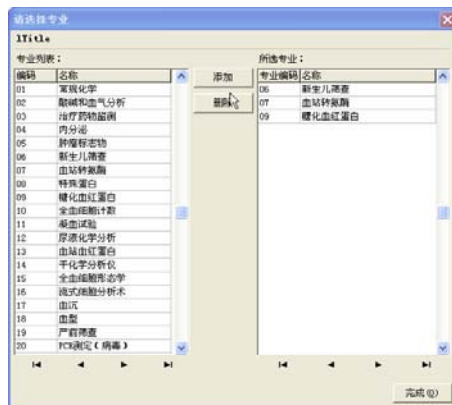 请选择专业
lTitle
专业列表：
编码 名称
01 常规化学
02 酸碱和血气分析
03 治疗药物监测
04 内分泌
05 肿瘤标志物
06 新生儿筛查
07 血站转氨酶
08 特殊蛋白
09 糖化血红蛋白
10 全血细胞计数
11 凝血试验
12 尿液化学分析
13 血站血红蛋白
14 干化学分析仪
15 全血细胞形态学
16 流式细胞分析术
17 血沉
18 血型
19 产前筛查
20 PCR测定(病毒)
添加
删除
所选专业：
专业编码 名称
06 新生儿筛查
07 血站转氨酶
09 糖化血红蛋白
完成(O)